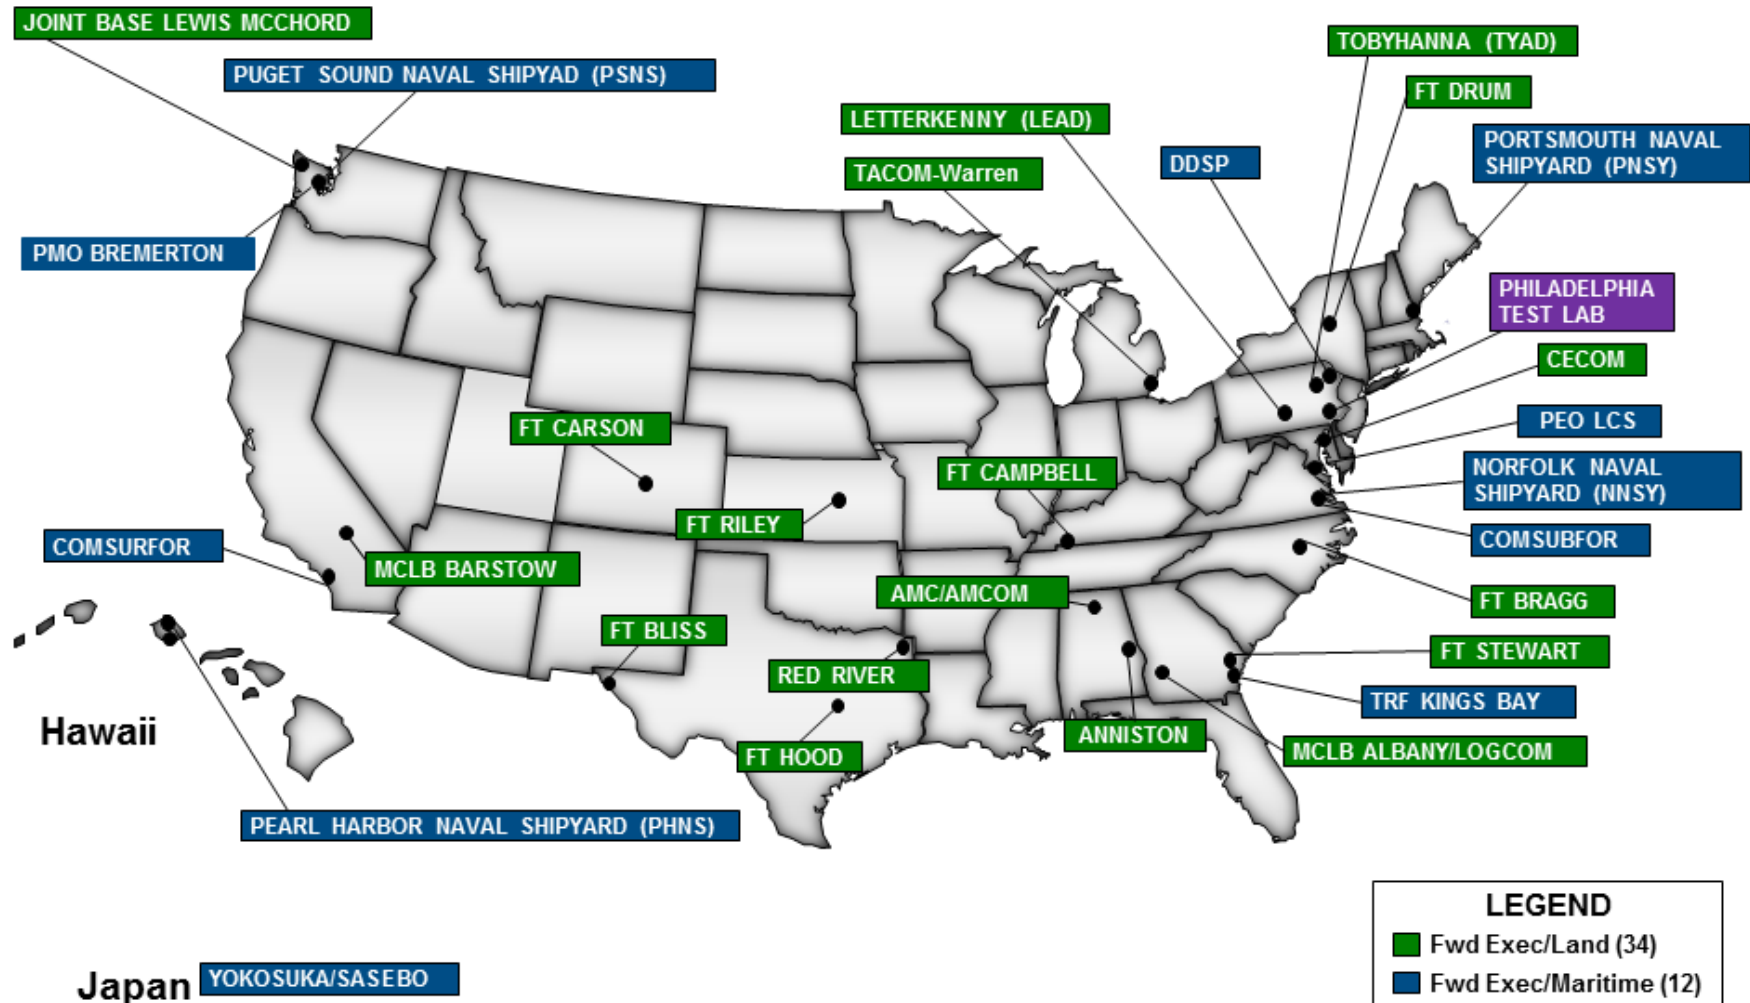 JOINT BASE LEWIS MCCHORD
PUGET SOUND NAVAL SHIPYAD (PSNS)
TOBYHANNA (TYAD)
FT DRUM
LETTERKENNY (LEAD)
PORTSMOUTH NAVAL
SHIPYARD (PNSY)
DDSP
TACOM-Warren
PMO BREMERTON
PHILADELPHIA
TEST LAB
CECOM
FT CARSON
PEO LCS
FT CAMPBELL
NORFOLK NAVAL
SHIPYARD (NNSY)
FT RILEY
COMSURFOR
COMSUBFOR
MCLB BARSTOW
AMC/AMCOM
FT BRAGG
FT BLISS
FT STEWART
RED RIVER
TRF KINGS BAY
Hawaii
ANNISTON
FT HOOD
MCLB ALBANY/LOGCOM
PEARL HARBOR NAVAL SHIPYARD (PHNS)
LEGEND
Fwd Exec/Land (34)
Fwd Exec/Maritime (12)
Japan
YOKOSUKA/SASEBO